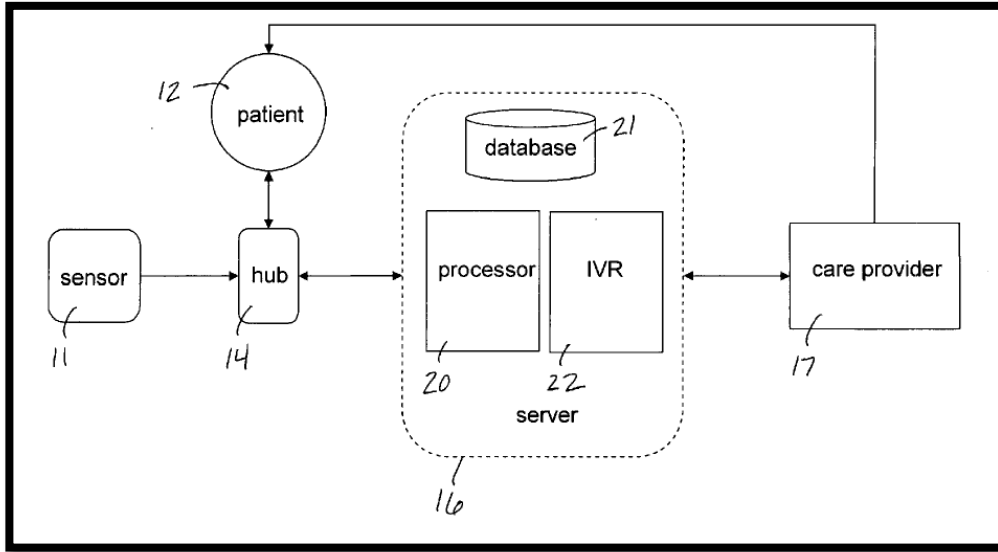 12
patient
21
database
sensor
hub
processor
IVR
care provider
11
14
20
22
17
server
16